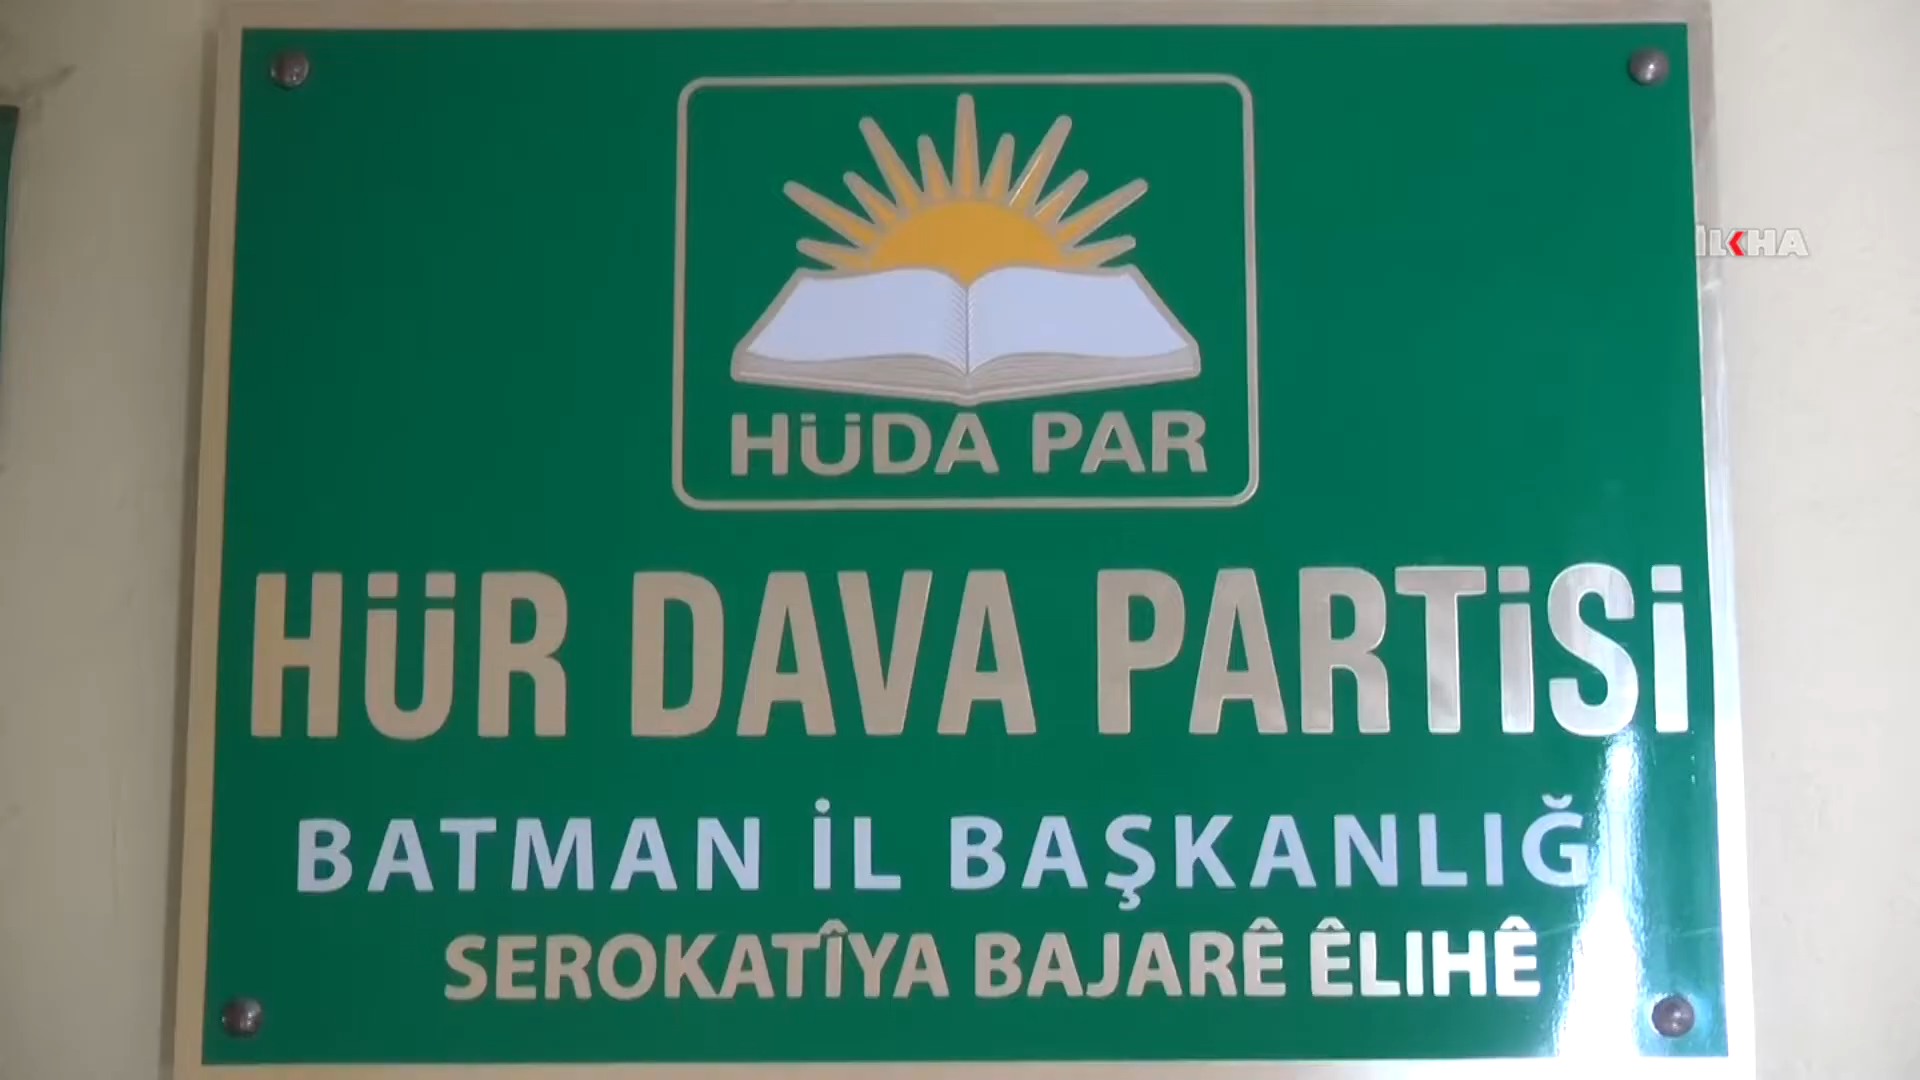 İLKHA
HÜDA PAR
HÜR DAVA PARTİSİ
BATMAN İL BAŞKANLIĞI
SEROKATÎYA BAJARÊ ÊLIHÊ